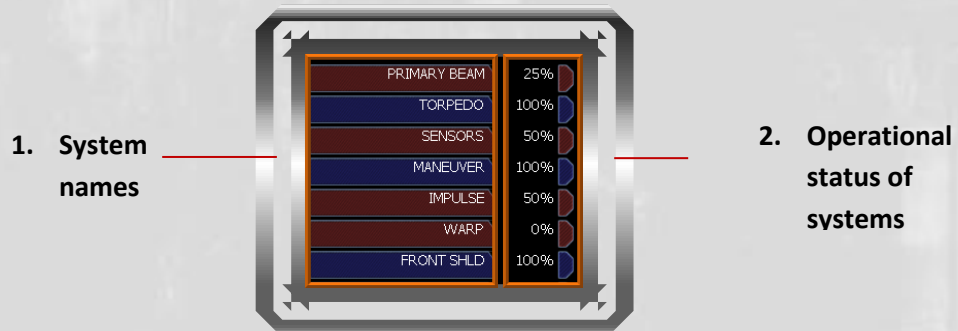 1. System
names
PRIMARY BEAM 25%
TORPEDO 100%
SENSORS 50%
MANEUVER 100%
IMPULSE 50%
WARP 0%
FRONT SHLD 100%
2. Operational
status of
systems